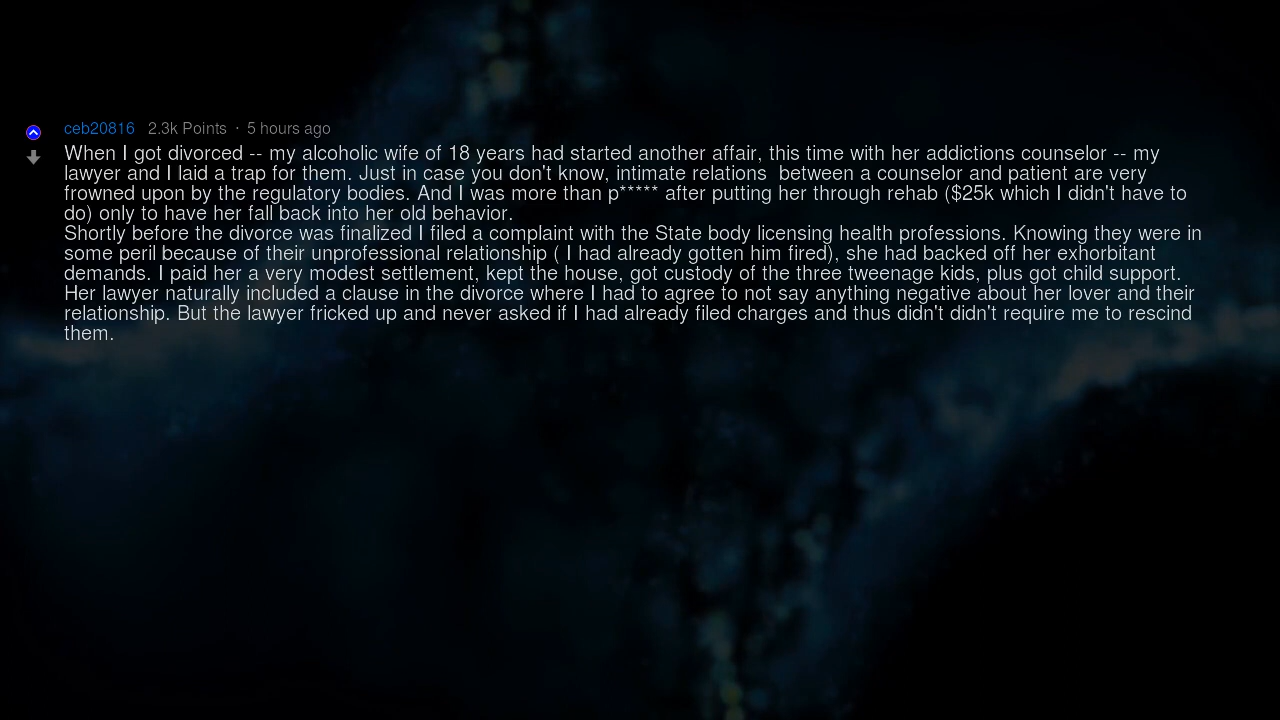 ceb20816 2.3k Points · 5 hours ago
When I got divorced -- my alcoholic wife of 18 years had started another affair, this time with her addictions counselor -- my
lawyer and I laid a trap for them. Just in case you don't know, intimate relations  between a counselor and patient are very
frowned upon by the regulatory bodies. And I was more than p***** after putting her through rehab ($25k which I didn't have to
do) only to have her fall back into her old behavior.
Shortly before the divorce was finalized I filed a complaint with the State body licensing health professions. Knowing they were in
some peril because of their unprofessional relationship ( I had already gotten him fired), she had backed off her exhorbitant
demands. I paid her a very modest settlement, kept the house, got custody of the three tweenage kids, plus got child support.
Her lawyer naturally included a clause in the divorce where I had to agree to not say anything negative about her lover and their
relationship. But the lawyer fricked up and never asked if I had already filed charges and thus didn't didn't require me to rescind
them.